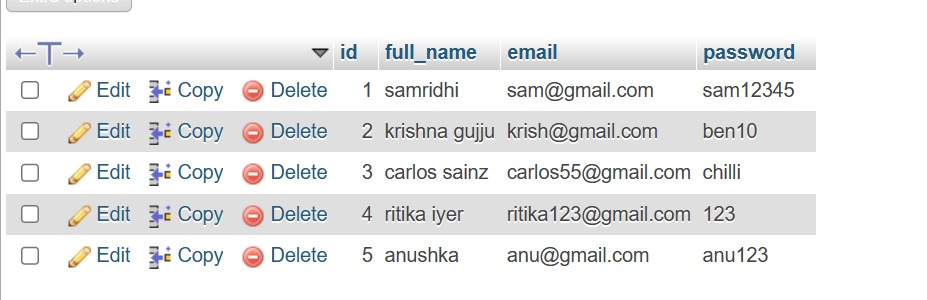 Extra options
id full_name email password
Edit Copy Delete 1 samridhi sam@gmail.com sam12345
Edit Copy Delete 2 krishna gujju krish@gmail.com ben10
Edit Copy Delete 3 carlos sainz carlos55@gmail.com chilli
Edit Copy Delete 4 ritika iyer ritika123@gmail.com 123
Edit Copy Delete 5 anushka anu@gmail.com anu123